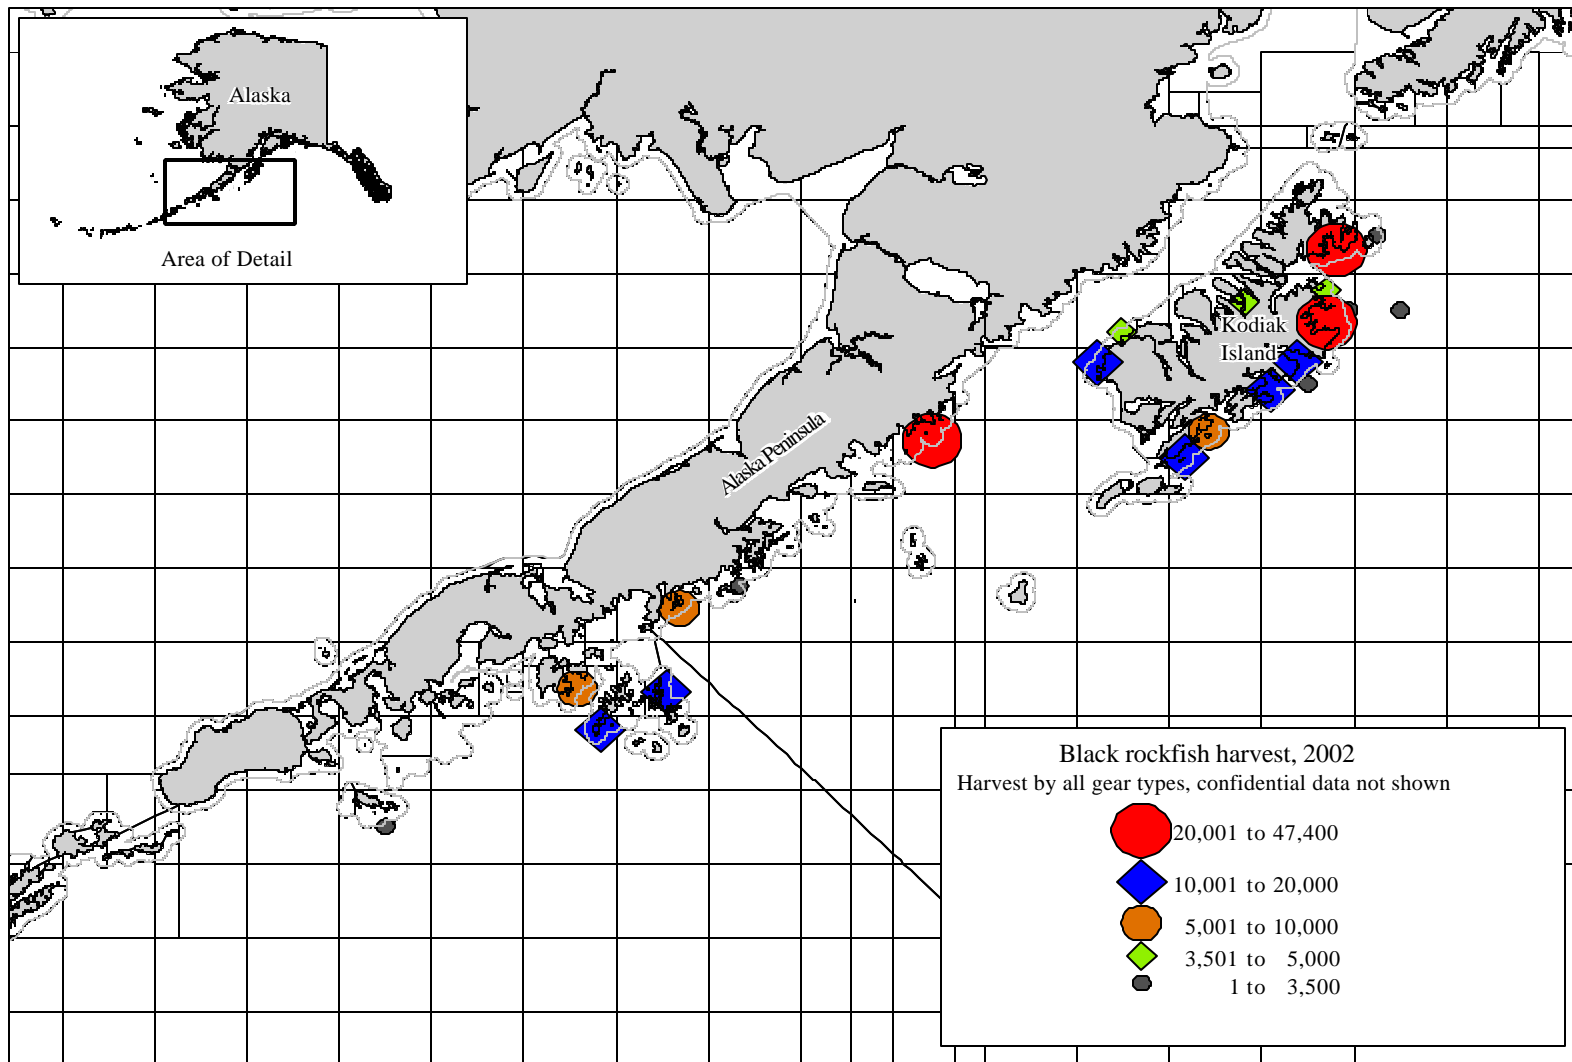 Alaska
Area of Detail
Kodiak
Island
Alaska Peninsula
Black rockfish harvest, 2002
Harvest by all gear types, confidential data not shown
20,001 to 47,400
10,001 to 20,000
5,001 to 10,000
3,501 to 5,000
1 to 3,500